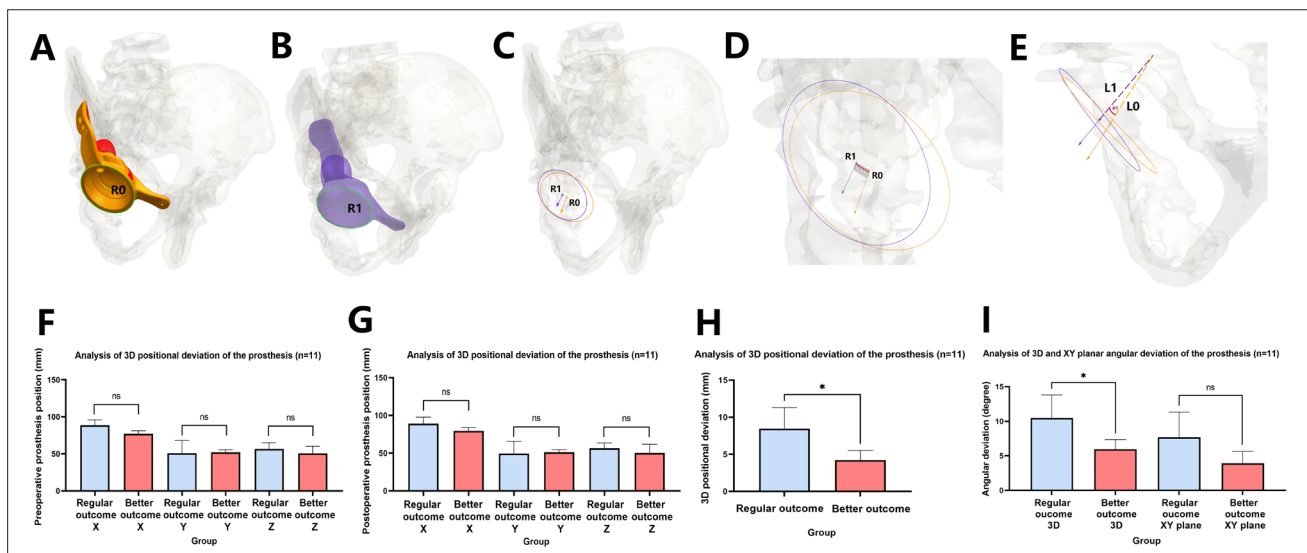 A
B
C
D
E
R0
R1
R1
R0
R1
R0
L1
L0
F
Analysis of 3D positional deviation of the prosthesis (n=11)
Preoperative prosthesis position (mm)
150
100
50
0
ns
ns
ns
Regular outcome X
Better outcome X
Regular outcome Y
Better outcome Y
Regular outcome Z
Better outcome Z
Group
G
Analysis of 3D positional deviation of the prosthesis (n=11)
Postoperative prosthesis position (mm)
150
100
50
0
ns
ns
ns
Regular outcome X
Better outcome X
Regular outcome Y
Better outcome Y
Regular outcome Z
Better outcome Z
Group
H
Analysis of 3D positional deviation of the prosthesis (n=11)
3D positional deviation (mm)
15
10
5
0
*
Regular outcome
Better outcome
Group
I
Analysis of 3D and XY planar angular deviation of the prosthesis (n=11)
Angular deviation (degree)
15
10
5
0
*
ns
Regular oucome 3D
Better outcome 3D
Regular outcome XY plane
Better outcome XY plane
Group